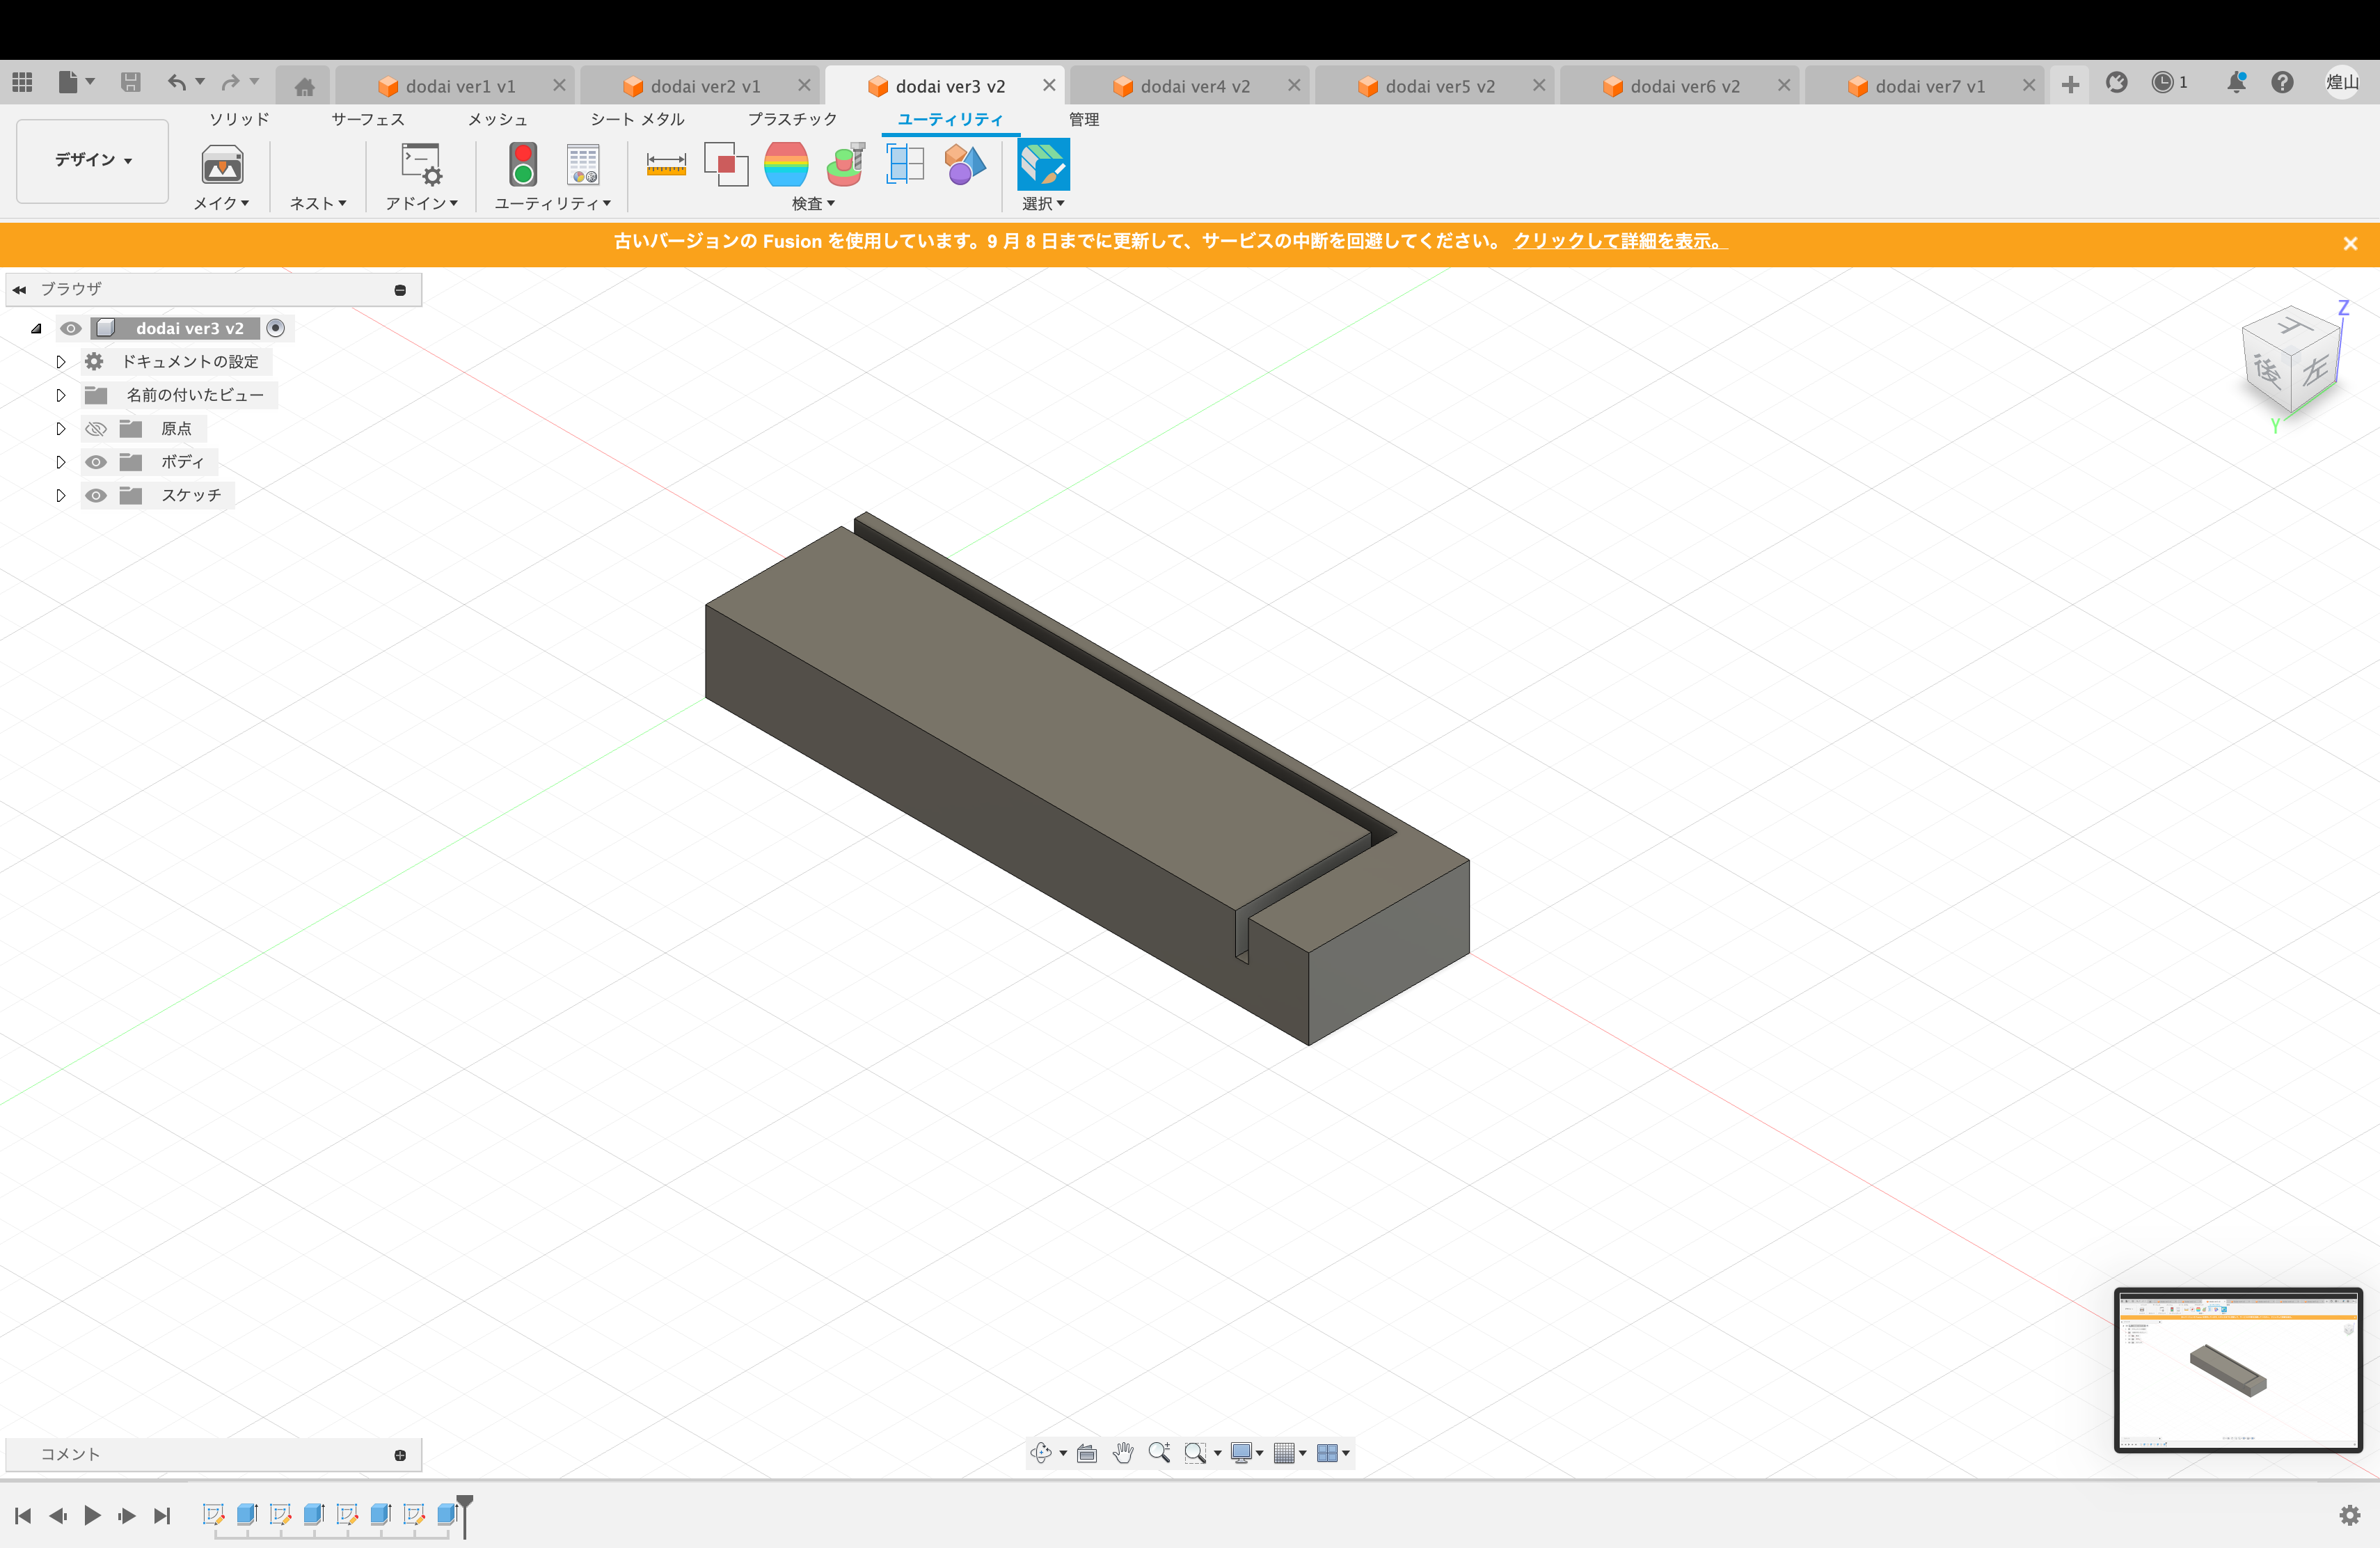 dodai ver1 v1
dodai ver2 v1
dodai ver3 v2
dodai ver4 v2
dodai ver5 v2
dodai ver6 v2
dodai ver7 v1
1
煌山
ソリッド
サーフェス
メッシュ
シート メタル
プラスチック
ユーティリティ
管理
デザイン
メイク
ネスト
アドイン
ユーティリティ
検査
選択
古いバージョンの Fusion を使用しています。9 月 8 日までに更新して、サービスの中断を回避してください。 クリックして詳細を表示。
ブラウザ
dodai ver3 v2
ドキュメントの設定
名前の付いたビュー
原点
ボディ
スケッチ
Z
上
後
左
Y
コメント